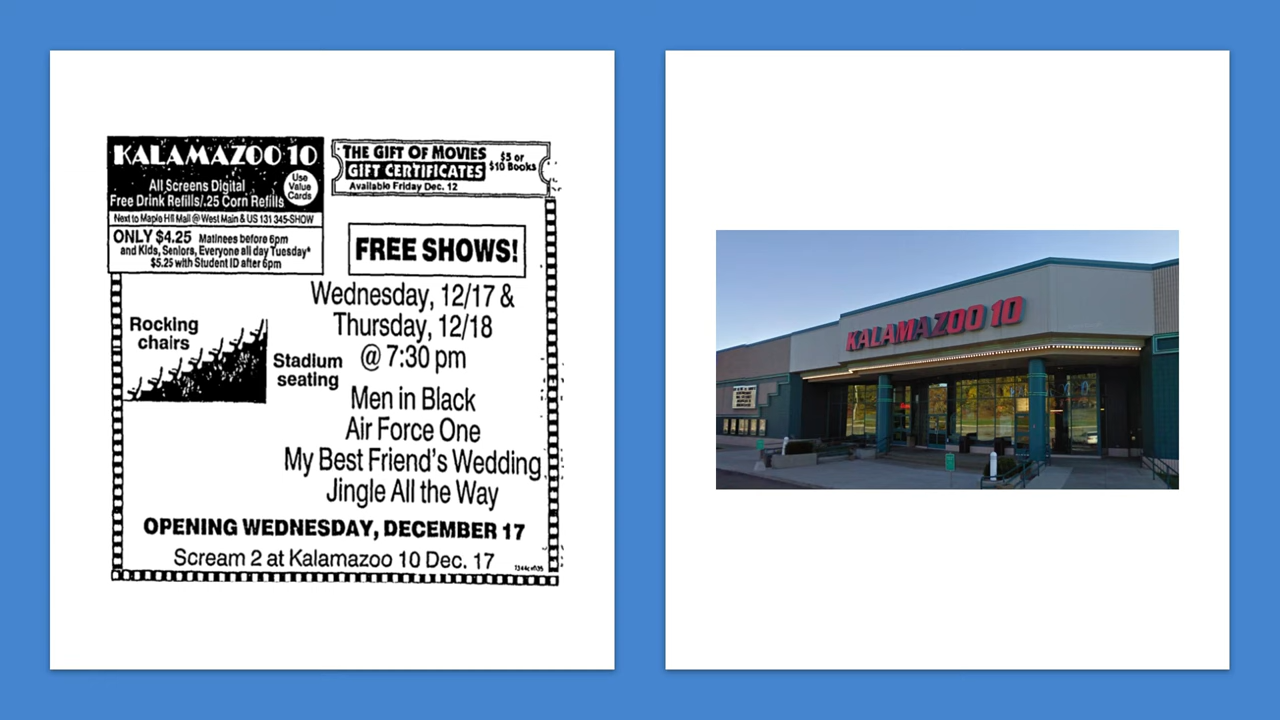 KALAMAZOO 10
All Screens Digital
Free Drink Refills/.25 Corn Refills
Use
Value
Cards
Next to Maple Hill Mall @ West Main & US 131 345-SHOW
ONLY $4.25 Matinees before 6pm
and Kids, Seniors, Everyone all day Tuesday*
$5.25 with Student ID after 6pm
THE GIFT OF MOVIES
GIFT CERTIFICATES
$5 or
$10 Books
Available Friday Dec. 12
FREE SHOWS!
Wednesday, 12/17 &
Thursday, 12/18
@ 7:30 pm
Rocking
chairs
Stadium
seating
Men in Black
Air Force One
My Best Friend's Wedding
Jingle All the Way
OPENING WEDNESDAY, DECEMBER 17
Scream 2 at Kalamazoo 10 Dec. 17
KALAMAZOO 10